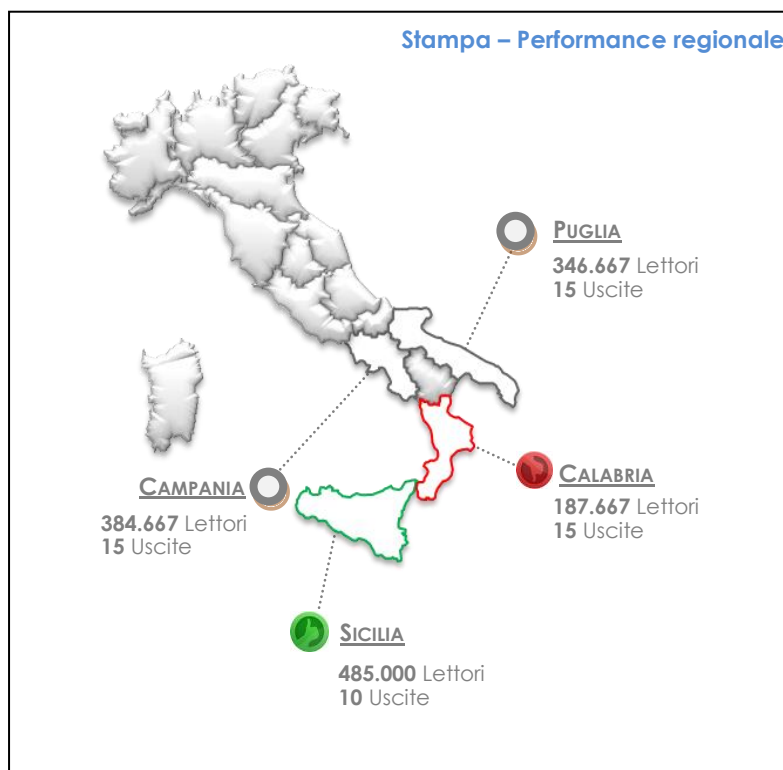 Stampa – Performance regionale
PUGLIA
346.667 Lettori
15 Uscite
CALABRIA
187.667 Lettori
15 Uscite
CAMPANIA
384.667 Lettori
15 Uscite
SICILIA
485.000 Lettori
10 Uscite